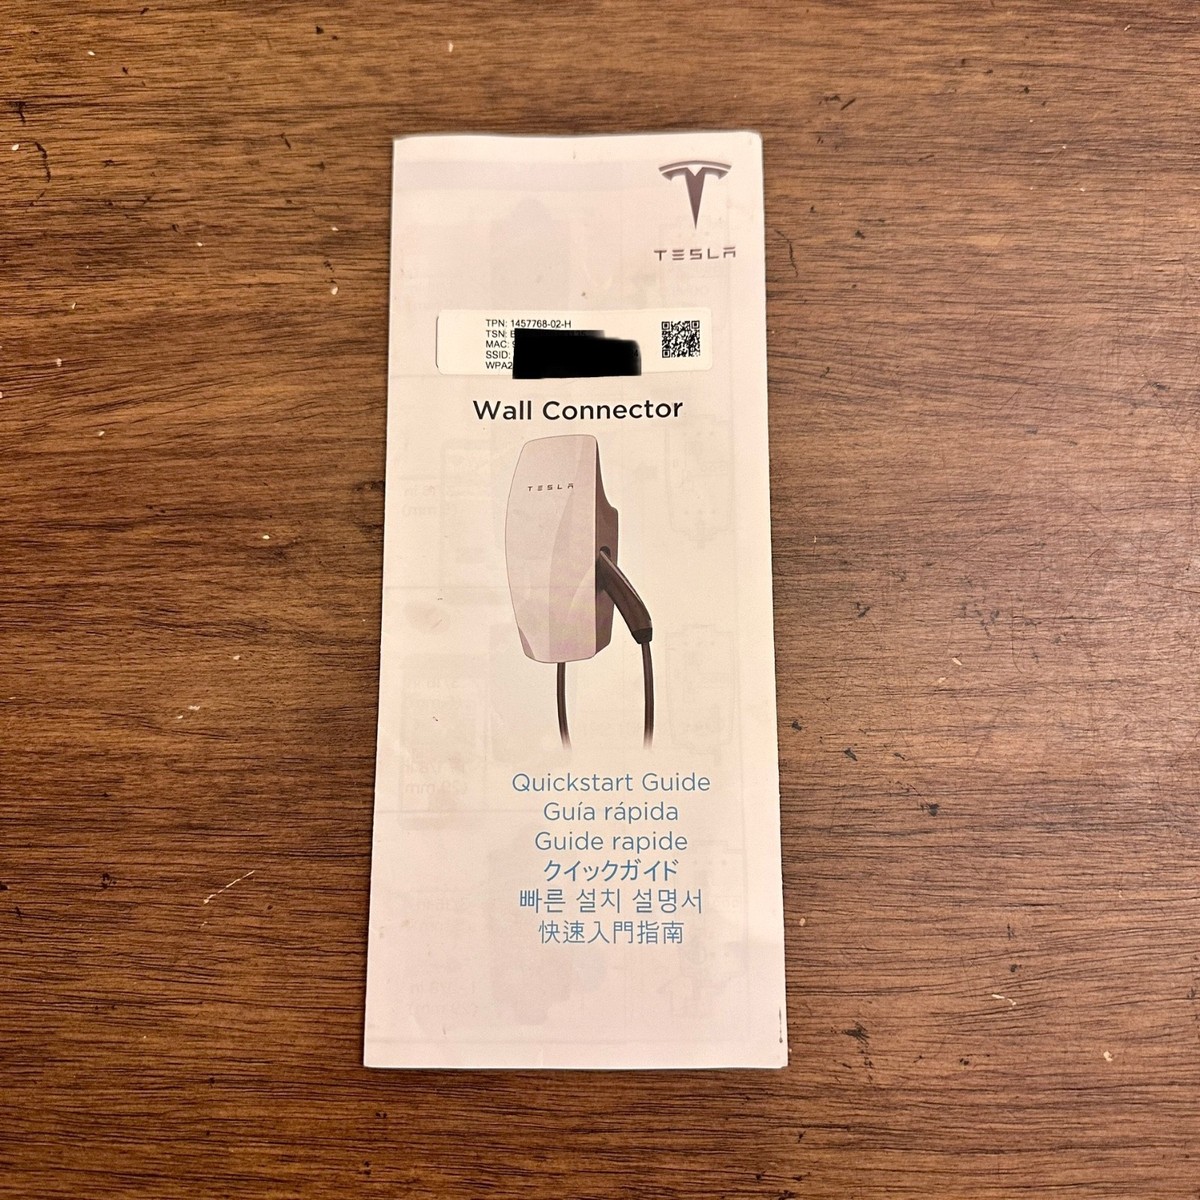 TESLA
TPN: 1457768-02-H
TSN:
MAC:
SSID:
WPA2
Wall Connector
TESLA
Quickstart Guide
Guía rápida
Guide rapide
クイックガイド
빠른 설치 설명서
快速入門指南